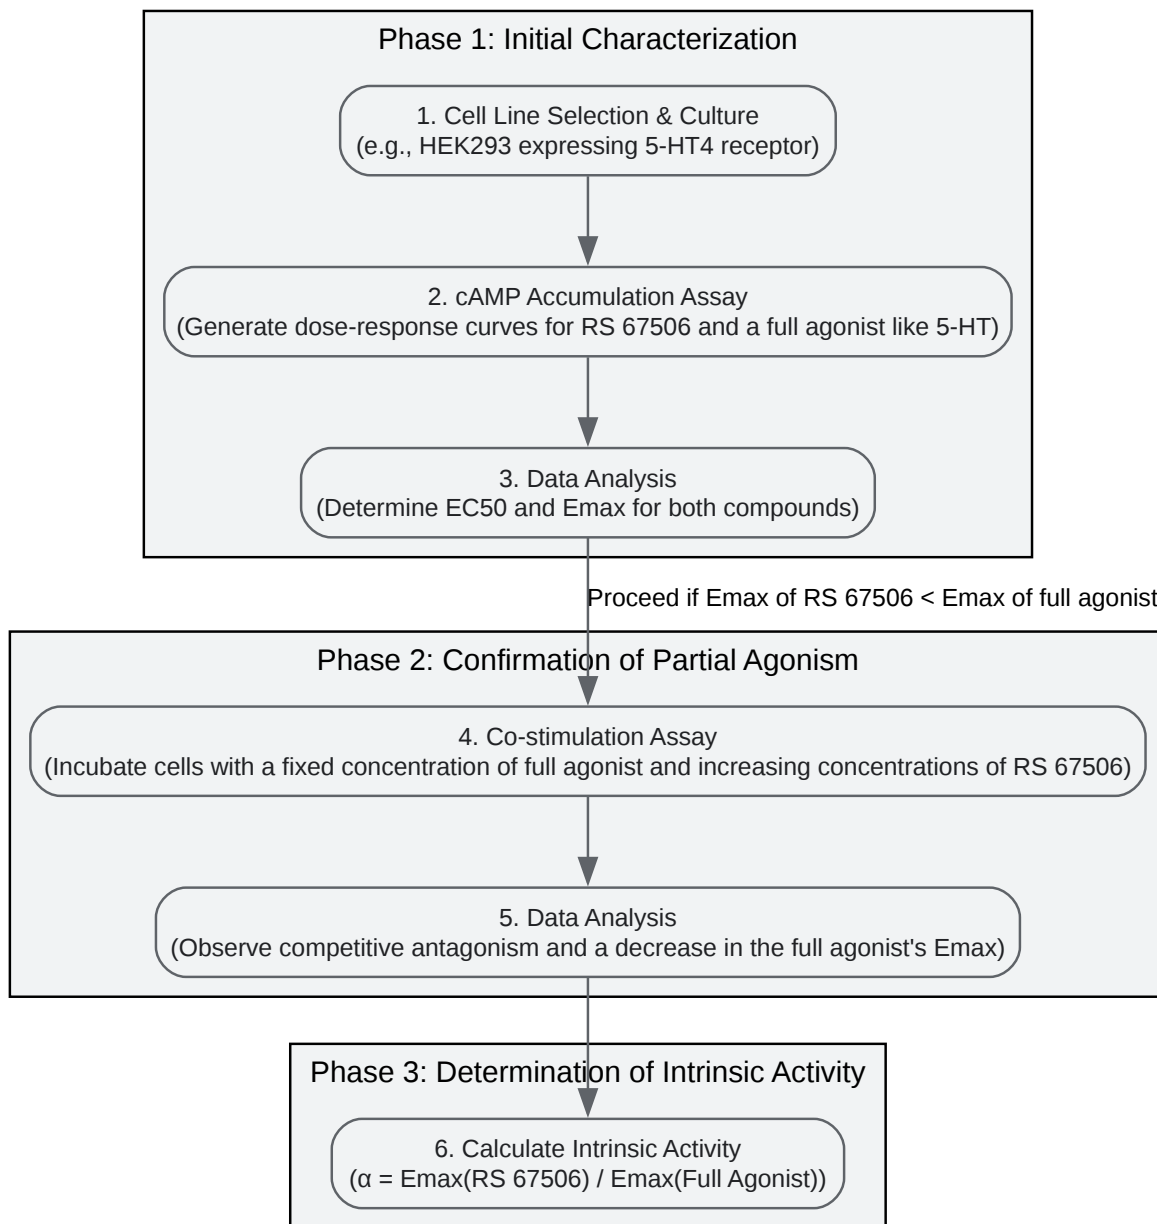 Phase 1: Initial Characterization
1. Cell Line Selection & Culture
(e.g., HEK293 expressing 5-HT4 receptor)
2. cAMP Accumulation Assay
(Generate dose-response curves for RS 67506 and a full agonist like 5-HT)
3. Data Analysis
(Determine EC50 and Emax for both compounds)
Proceed if Emax of RS 67506 < Emax of full agonist
Phase 2: Confirmation of Partial Agonism
4. Co-stimulation Assay
(Incubate cells with a fixed concentration of full agonist and increasing concentrations of RS 67506)
5. Data Analysis
(Observe competitive antagonism and a decrease in the full agonist's Emax)
Phase 3: Determination of Intrinsic Activity
6. Calculate Intrinsic Activity
(α = Emax(RS 67506) / Emax(Full Agonist))